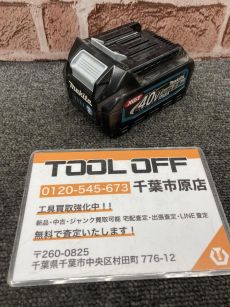 makita
XGT
40Vmax
TOOL OFF
0120-545-673 千葉市原店
工具買取強化中！！
新品・中古・ジャンク買取可能 宅配査定・出張査定・LINE査定
無料で査定いたします！
〒260-0825
千葉県千葉市中央区村田町 776-12